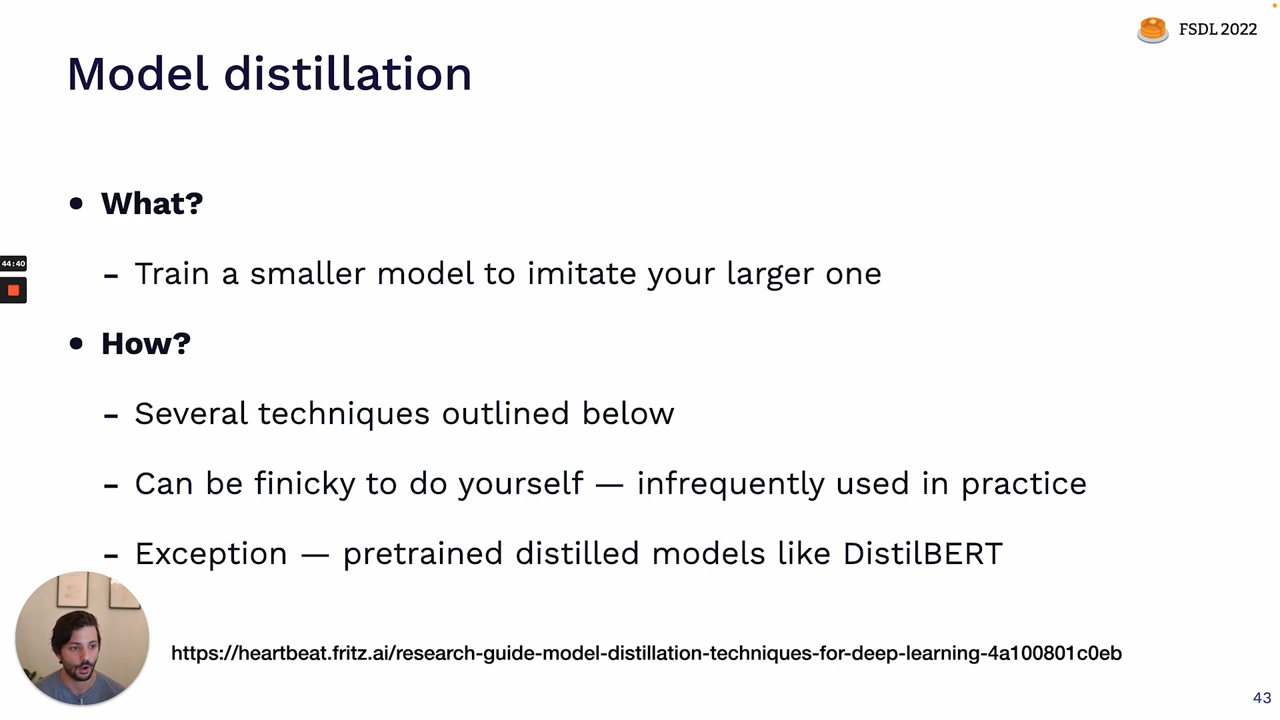 FSDL 2022
Model distillation
• What?
– Train a smaller model to imitate your larger one
44:40
• How?
– Several techniques outlined below
– Can be finicky to do yourself — infrequently used in practice
– Exception — pretrained distilled models like DistilBERT
https://heartbeat.fritz.ai/research-guide-model-distillation-techniques-for-deep-learning-4a100801c0eb
43